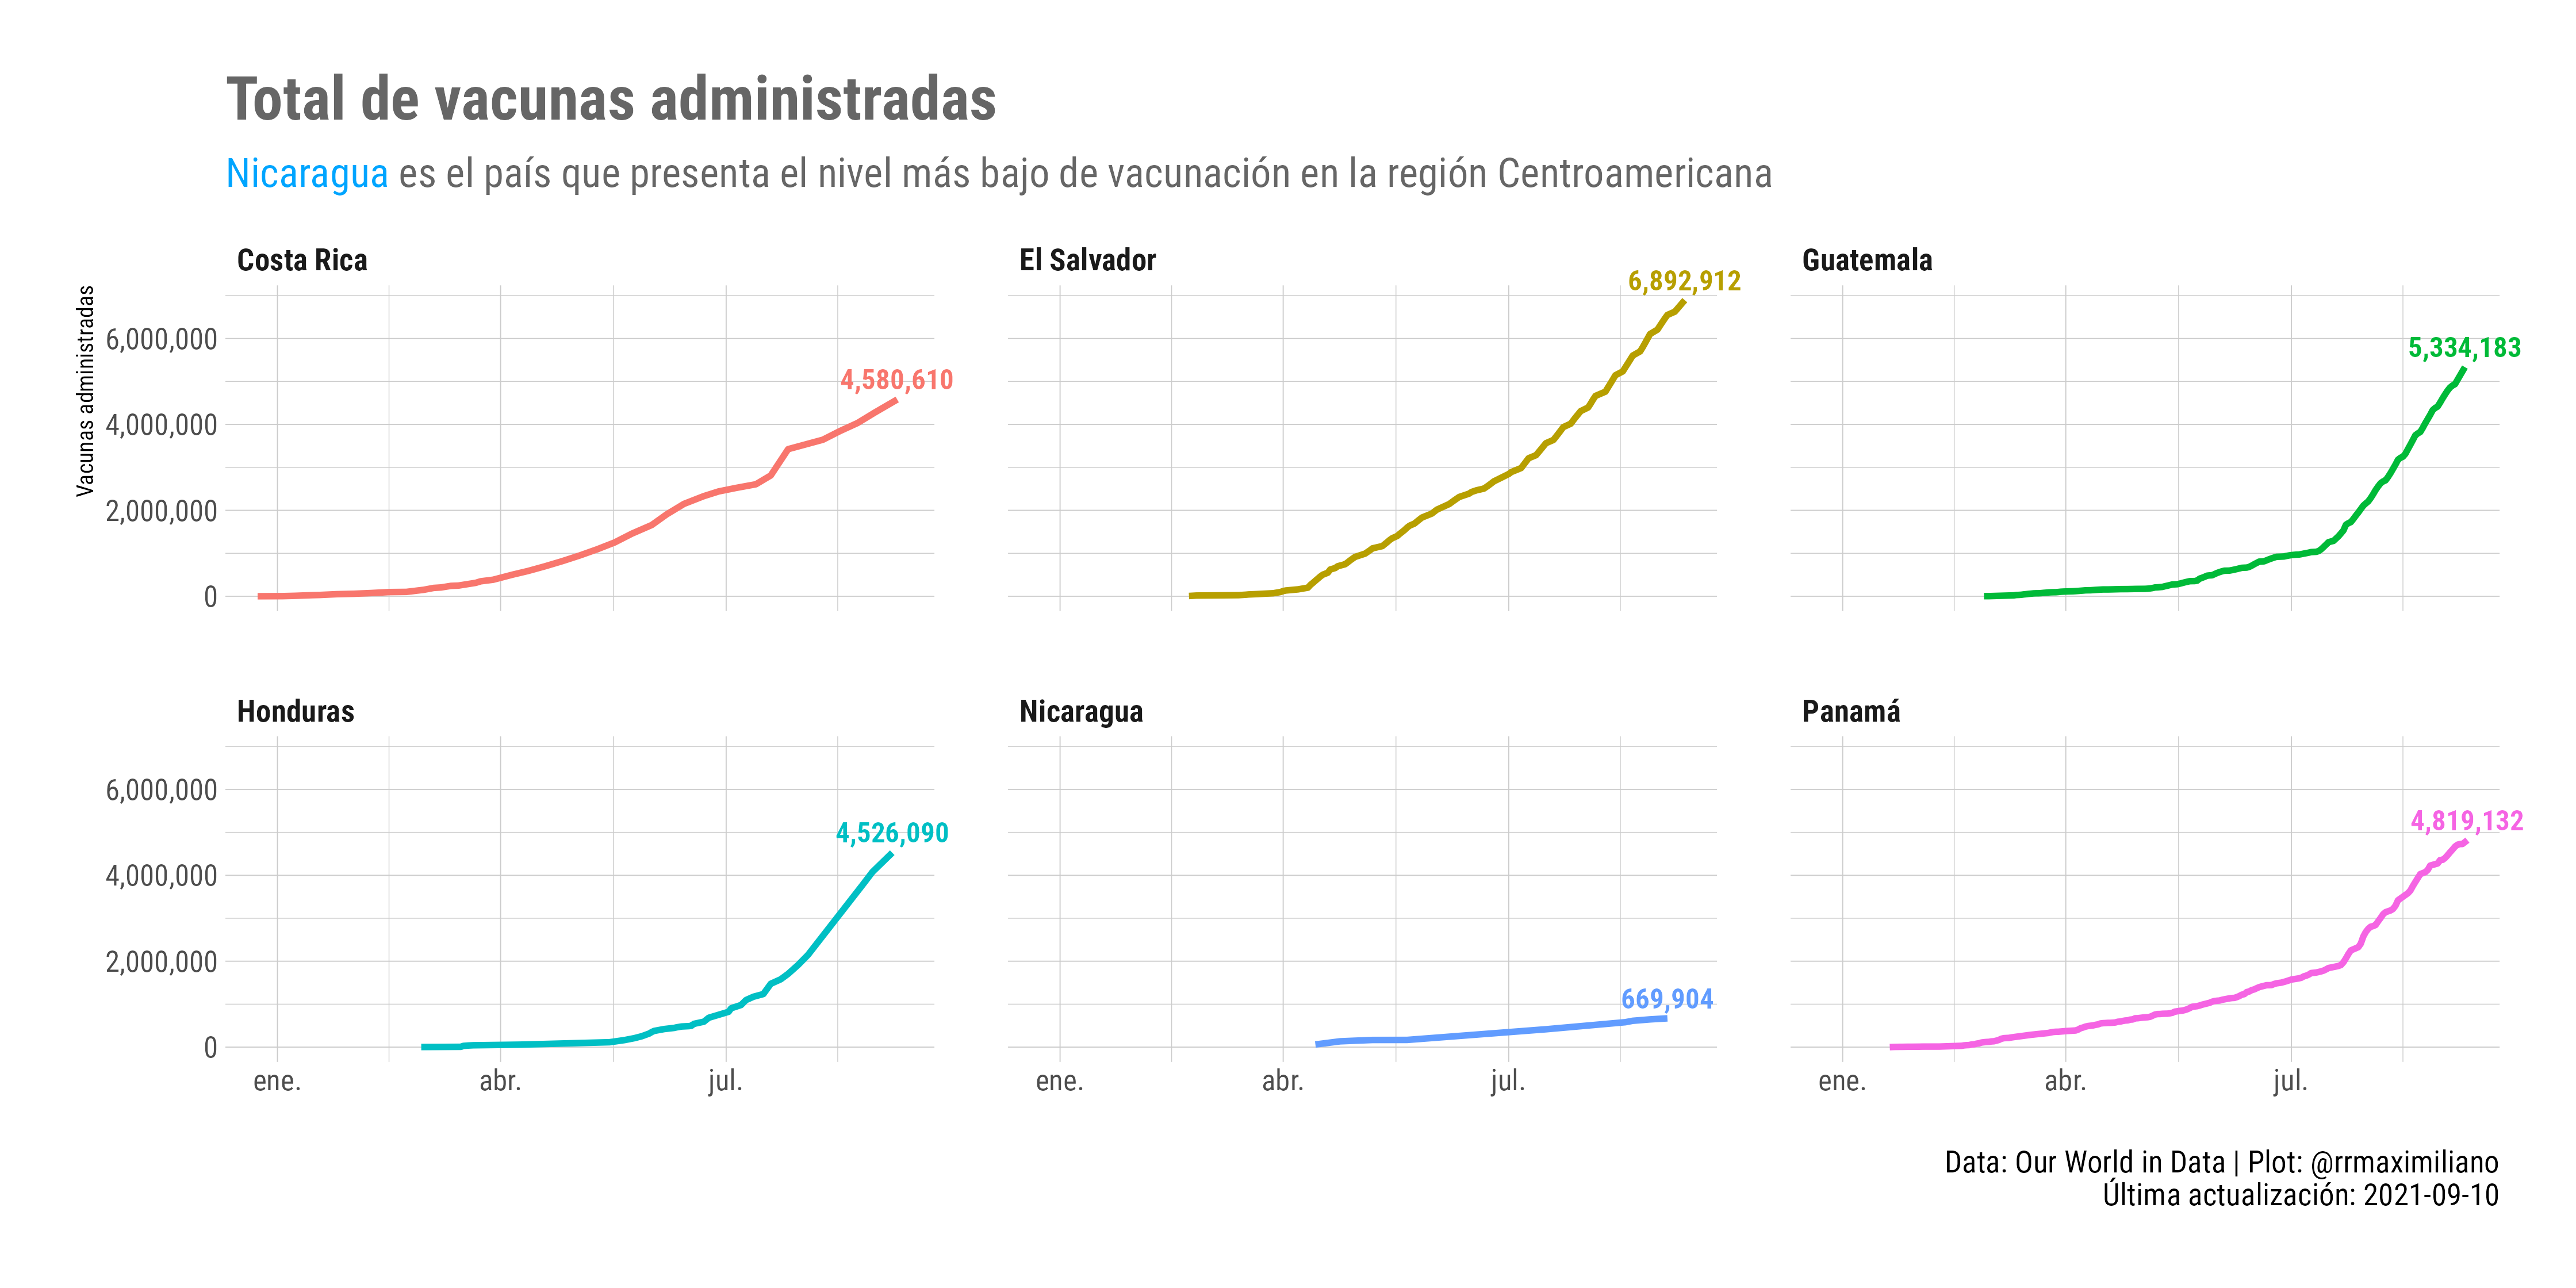 Total de vacunas administradas
Nicaragua es el país que presenta el nivel más bajo de vacunación en la región Centroamericana
Costa Rica
El Salvador
Guatemala
Vacunas administradas
6,000,000
4,000,000
2,000,000
0
4,580,610
6,892,912
5,334,183
Honduras
Nicaragua
Panamá
6,000,000
4,000,000
2,000,000
0
4,526,090
669,904
4,819,132
ene.
abr.
jul.
ene.
abr.
jul.
ene.
abr.
jul.
Data: Our World in Data | Plot: @rrmaximiliano
Última actualización: 2021-09-10